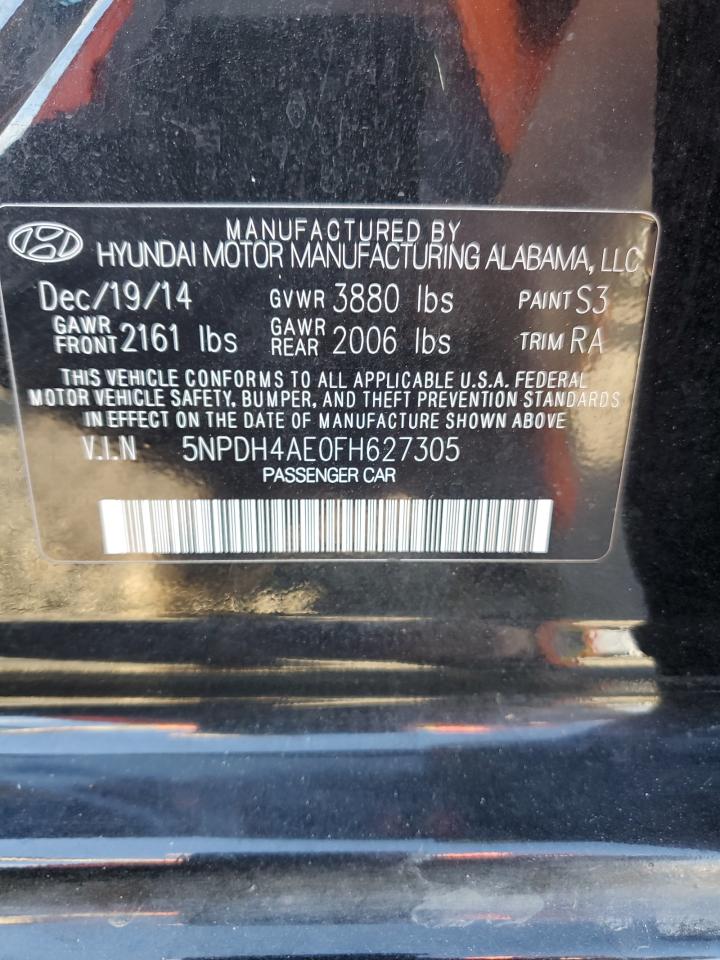 MANUFACTURED BY
HYUNDAI MOTOR MANUFACTURING ALABAMA, LLC
Dec/19/14 GVWR 3880 lbs PAINT S3
GAWR FRONT 2161 lbs GAWR REAR 2006 lbs TRIM RA
THIS VEHICLE CONFORMS TO ALL APPLICABLE U.S.A. FEDERAL
MOTOR VEHICLE SAFETY, BUMPER, AND THEFT PREVENTION STANDARDS
IN EFFECT ON THE DATE OF MANUFACTURE SHOWN ABOVE
V.I.N 5NPDH4AE0FH627305
PASSENGER CAR